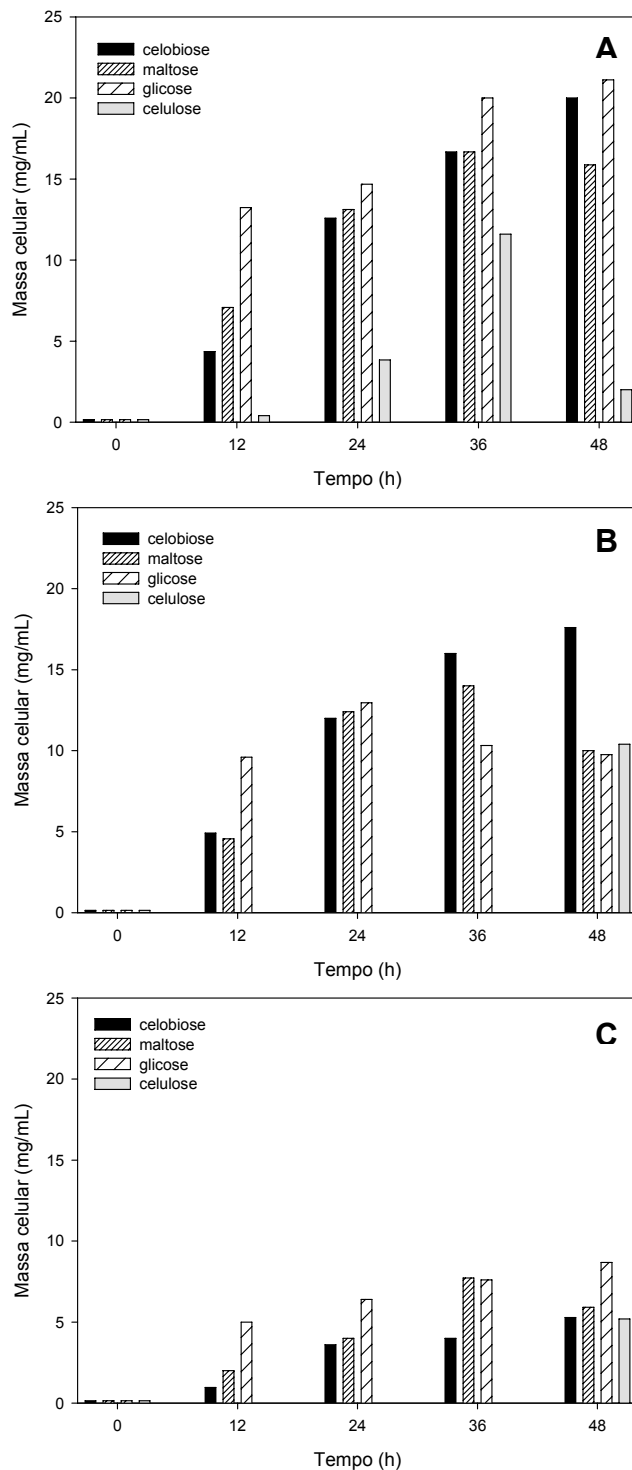 25
20
15
10
5
0
Massa celular (mg/mL)
celobiose
maltose
glicose
celulose
A
0 12 24 36 48
Tempo (h)
25
20
15
10
5
0
Massa celular (mg/mL)
celobiose
maltose
glicose
celulose
B
0 12 24 36 48
Tempo (h)
25
20
15
10
5
0
Massa celular (mg/mL)
celobiose
maltose
glicose
celulose
C
0 12 24 36 48
Tempo (h)